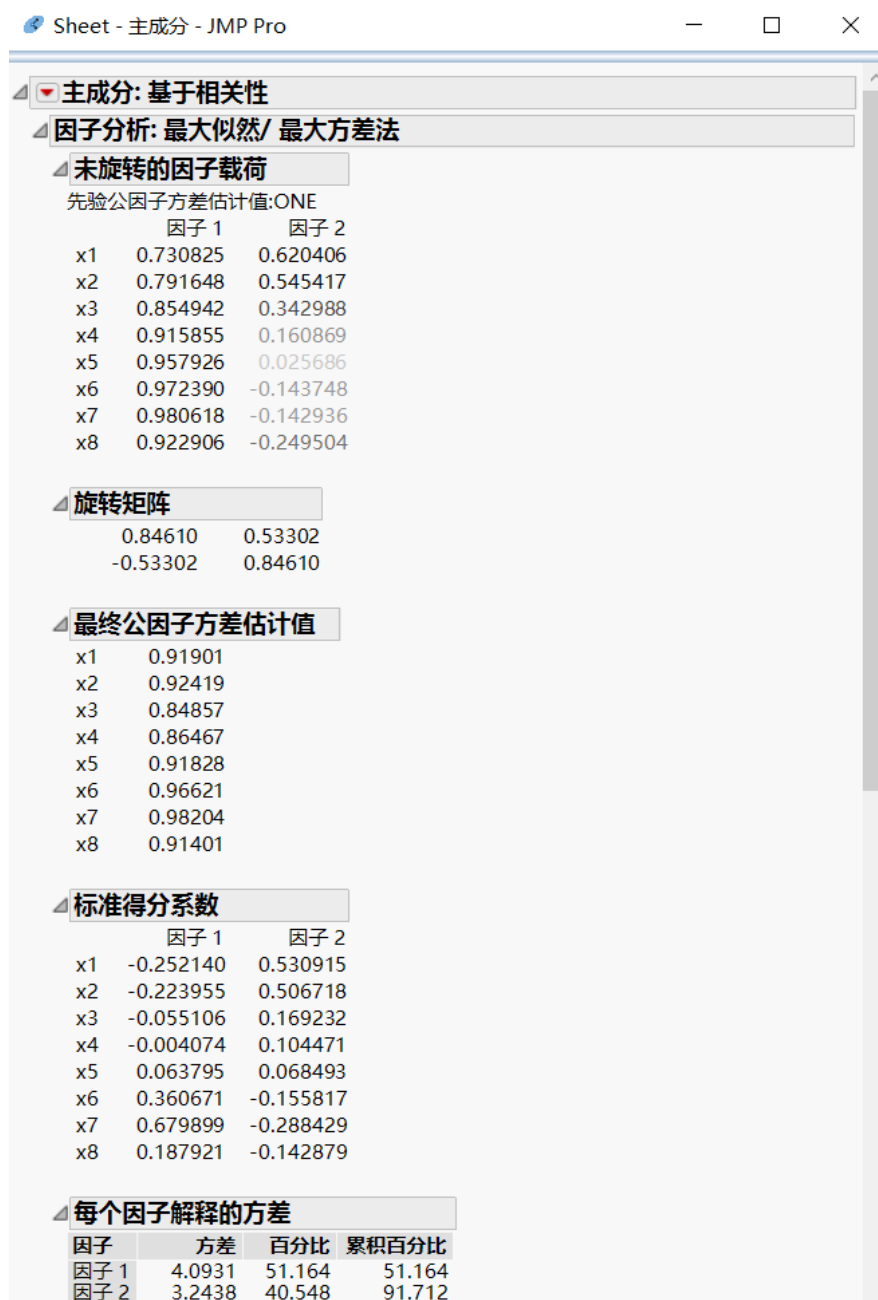 Sheet - 主成分 - JMP Pro
主成分: 基于相关性
因子分析: 最大似然/ 最大方差法
未旋转的因子载荷
先验公因子方差估计值:ONE
因子 1 因子 2
x1 0.730825 0.620406
x2 0.791648 0.545417
x3 0.854942 0.342988
x4 0.915855 0.160869
x5 0.957926 0.025686
x6 0.972390 -0.143748
x7 0.980618 -0.142936
x8 0.922906 -0.249504
旋转矩阵
0.84610 0.53302
-0.53302 0.84610
最终公因子方差估计值
x1 0.91901
x2 0.92419
x3 0.84857
x4 0.86467
x5 0.91828
x6 0.96621
x7 0.98204
x8 0.91401
标准得分系数
因子 1 因子 2
x1 -0.252140 0.530915
x2 -0.223955 0.506718
x3 -0.055106 0.169232
x4 -0.004074 0.104471
x5 0.063795 0.068493
x6 0.360671 -0.155817
x7 0.679899 -0.288429
x8 0.187921 -0.142879
每个因子解释的方差
因子 方差 百分比 累积百分比
因子 1 4.0931 51.164 51.164
因子 2 3.2438 40.548 91.712